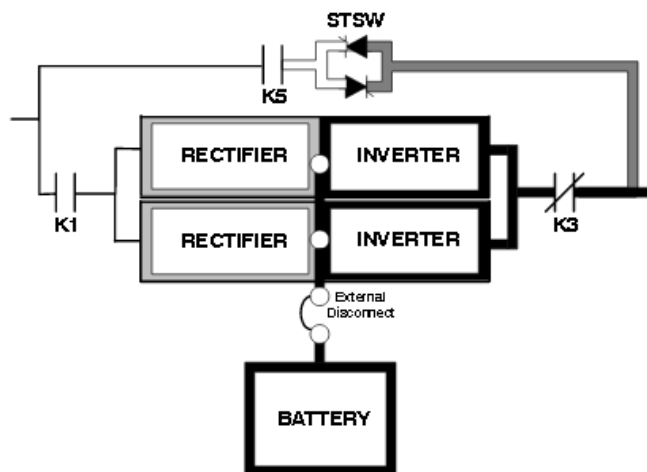 STSW
K5
RECTIFIER
INVERTER
K1
K3
RECTIFIER
INVERTER
External
Disconnect
BATTERY